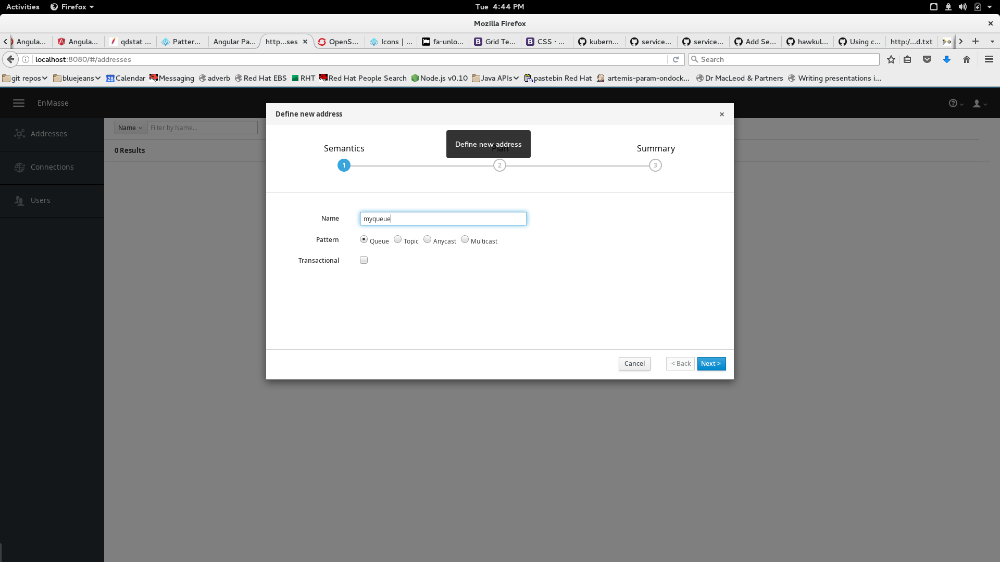 Activities Firefox Tue 4:44 PM
Mozilla Firefox
Angula... Angula... qdstat ... Patter... Angular Pa... http...ses OpenS... Icons | ... fa-unlo... Grid Te... CSS · ... kubern... service... service... Add Se... hawkul... Using c... http:/...d.txt
localhost:8080/#/addresses Search
git repos bluejeans 28 Calendar Messaging adverb Red Hat EBS RHT Red Hat People Search Node.js v0.10 Java APIs pastebin Red Hat artemis-param-ondock... Dr MacLeod & Partners Writing presentations i...
EnMasse
Define new address ×
Addresses
Connections
Users
Name Filter by Name...
0 Results
Define new address
Semantics Plan Summary
1 2 3
Name myqueue
Pattern Queue Topic Anycast Multicast
Transactional
Cancel < Back Next >